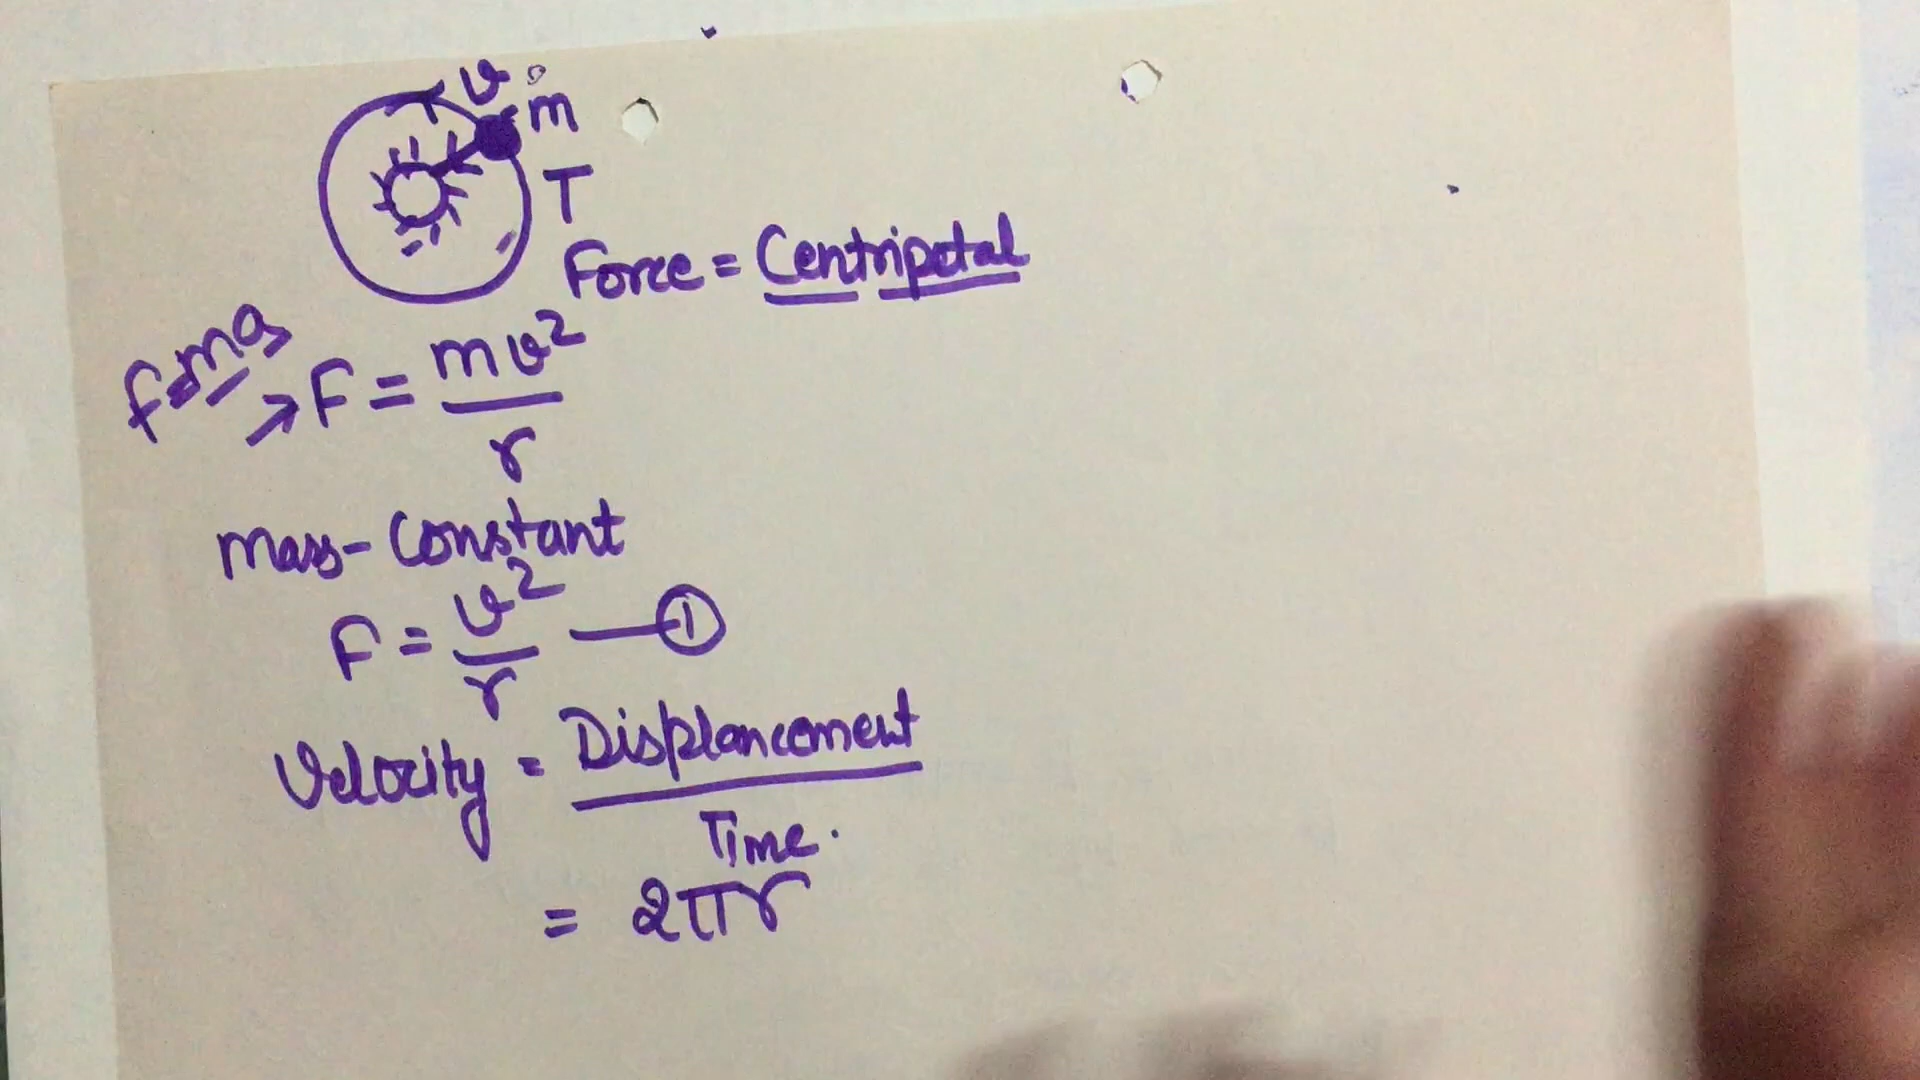 v
m
T
Force = Centripetal
f=ma
→ F = mv²
r
Mass - Constant
F = v² — ①
r
Velocity = Displancement
Time.
= 2πr